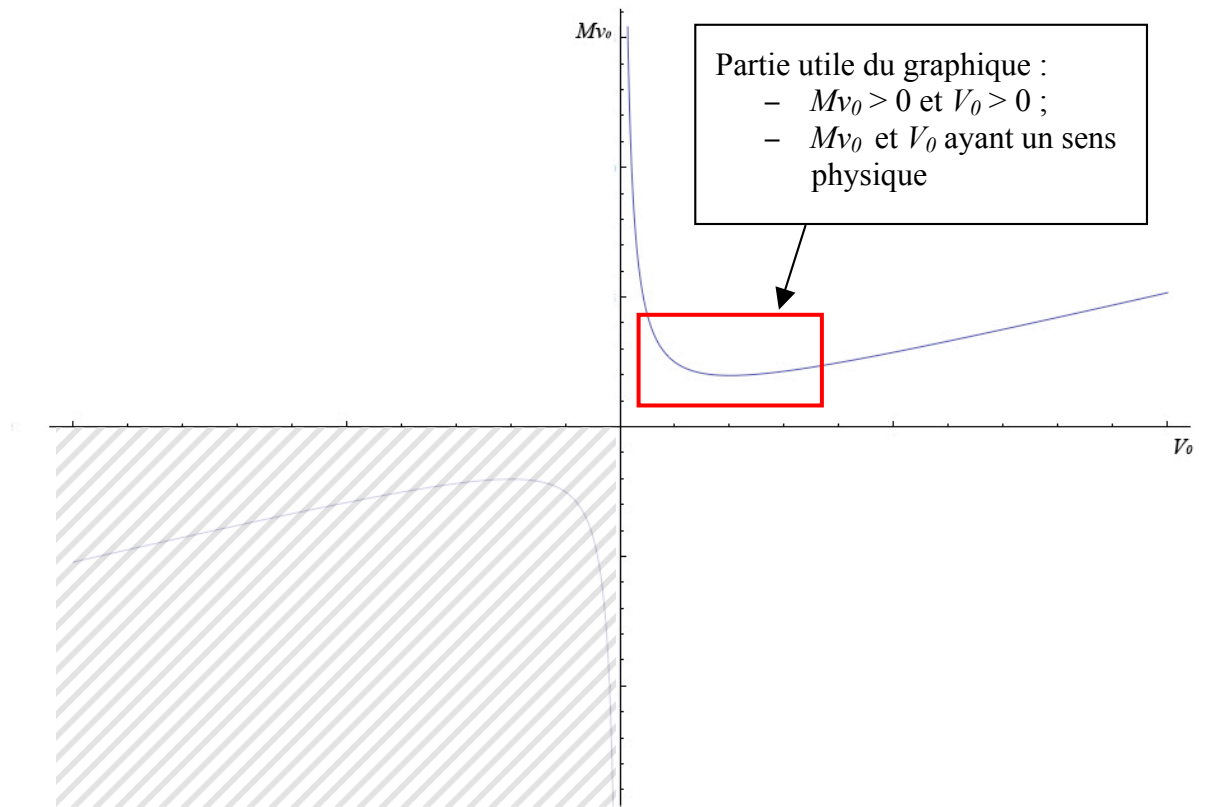 Mv₀
Partie utile du graphique :
– Mv₀ > 0 et V₀ > 0 ;
– Mv₀ et V₀ ayant un sens
physique
V₀